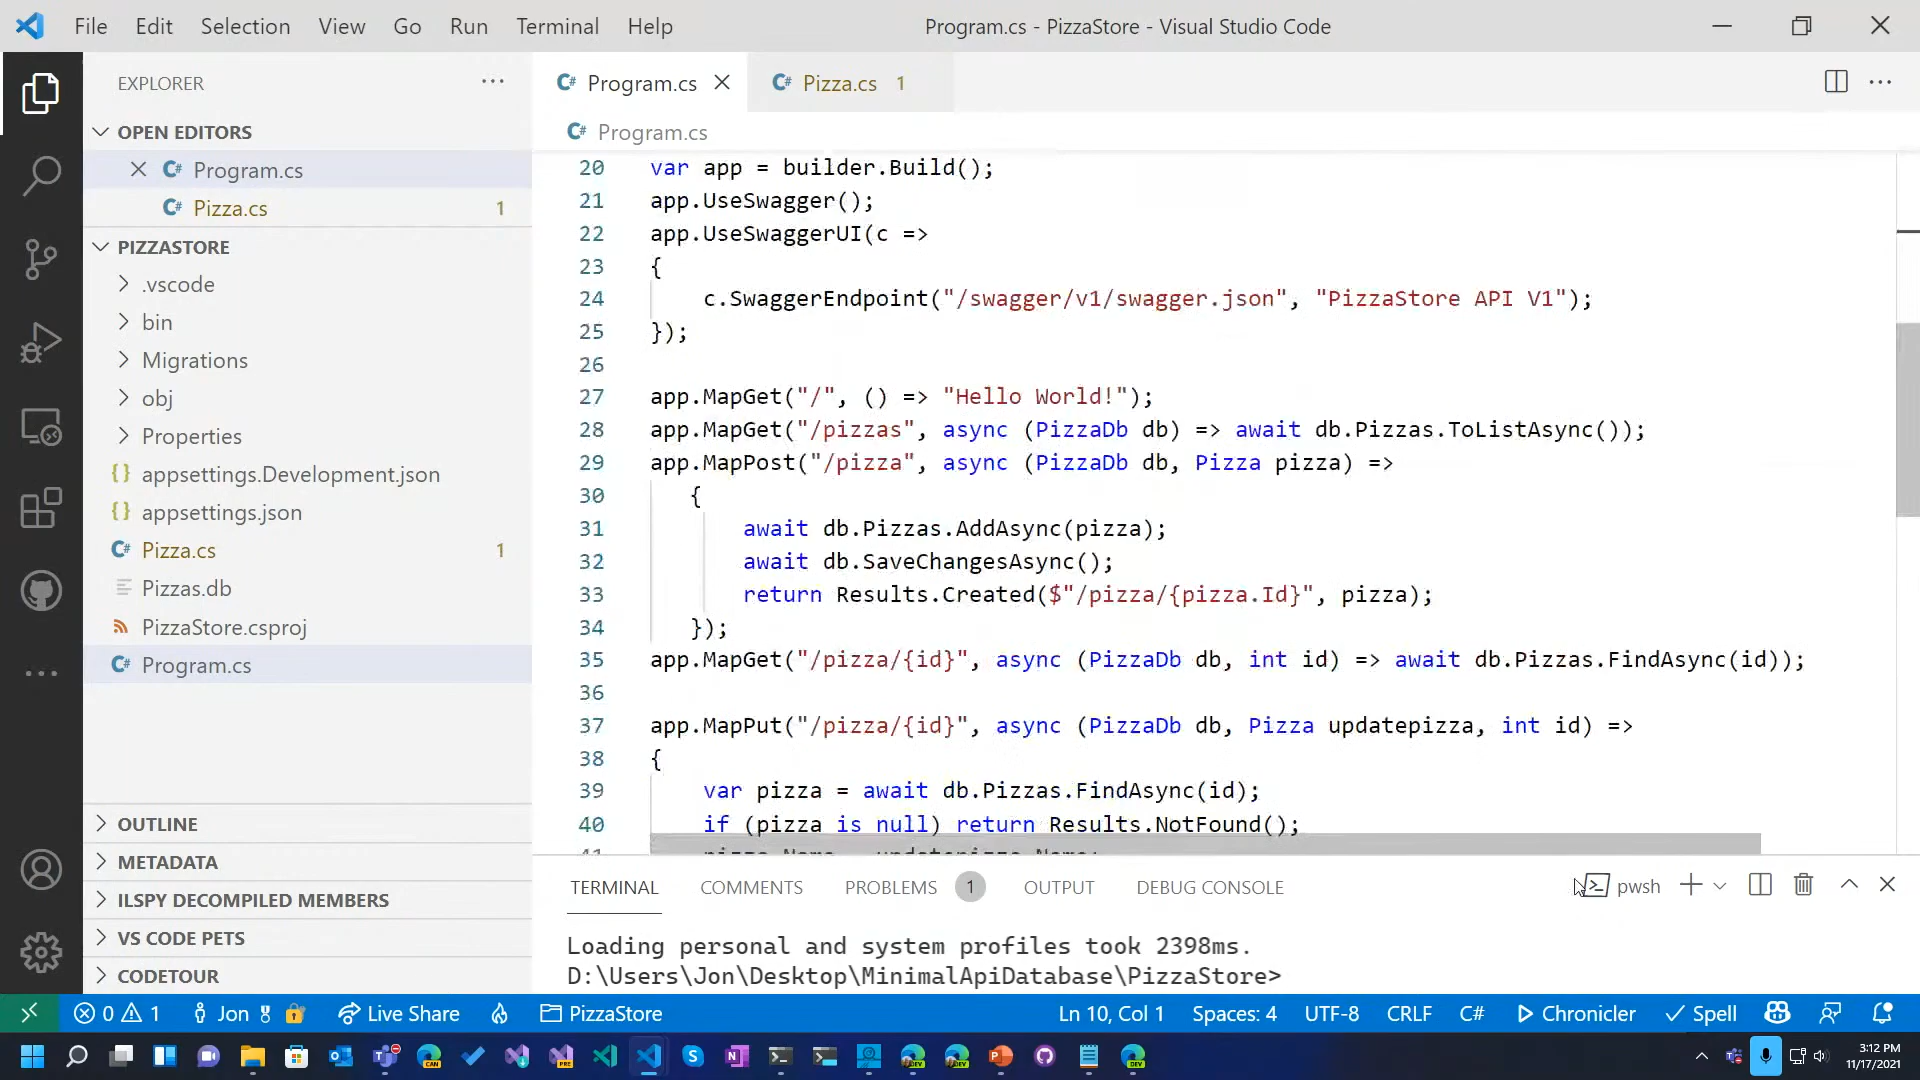 File Edit Selection View Go Run Terminal Help
Program.cs - PizzaStore - Visual Studio Code
EXPLORER
OPEN EDITORS
Program.cs
Pizza.cs 1
PIZZASTORE
.vscode
bin
Migrations
obj
Properties
{} appsettings.Development.json
{} appsettings.json
Pizza.cs 1
Pizzas.db
PizzaStore.csproj
Program.cs
OUTLINE
METADATA
ILSPY DECOMPILED MEMBERS
VS CODE PETS
CODETOUR
Program.cs
Pizza.cs 1
Program.cs
20 var app = builder.Build();
21 app.UseSwagger();
22 app.UseSwaggerUI(c =>
23 {
24 c.SwaggerEndpoint("/swagger/v1/swagger.json", "PizzaStore API V1");
25 });
26
27 app.MapGet("/", () => "Hello World!");
28 app.MapGet("/pizzas", async (PizzaDb db) => await db.Pizzas.ToListAsync());
29 app.MapPost("/pizza", async (PizzaDb db, Pizza pizza) =>
30 {
31 await db.Pizzas.AddAsync(pizza);
32 await db.SaveChangesAsync();
33 return Results.Created($"/pizza/{pizza.Id}", pizza);
34 });
35 app.MapGet("/pizza/{id}", async (PizzaDb db, int id) => await db.Pizzas.FindAsync(id));
36
37 app.MapPut("/pizza/{id}", async (PizzaDb db, Pizza updatepizza, int id) =>
38 {
39 var pizza = await db.Pizzas.FindAsync(id);
40 if (pizza is null) return Results.NotFound();
TERMINAL COMMENTS PROBLEMS 1 OUTPUT DEBUG CONSOLE
pwsh
Loading personal and system profiles took 2398ms.
D:\Users\Jon\Desktop\MinimalApiDatabase\PizzaStore>
0 1 Jon Live Share PizzaStore Ln 10, Col 1 Spaces: 4 UTF-8 CRLF C# Chronicler Spell
3:12 PM
11/17/2021